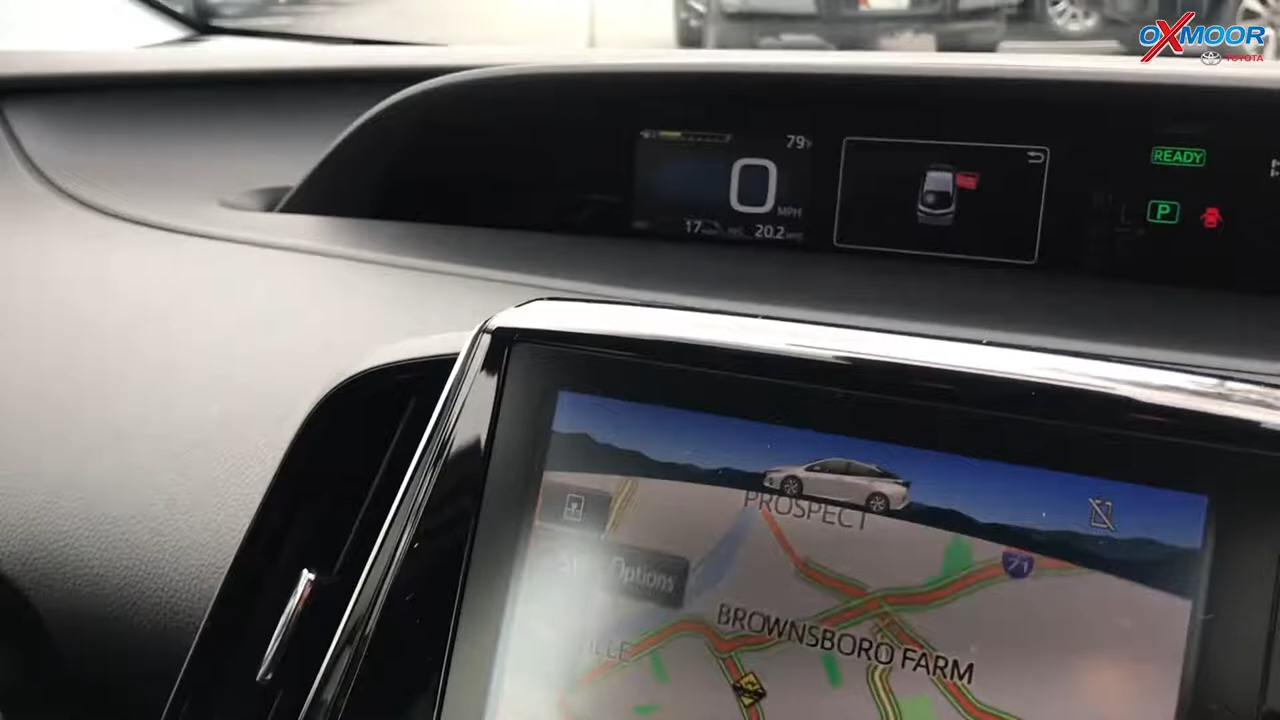 OXMOOR
TOYOTA
79°F
READY
0
MPH
P
17
20.2
PROSPECT
71
Options
BROWNSBORO FARM